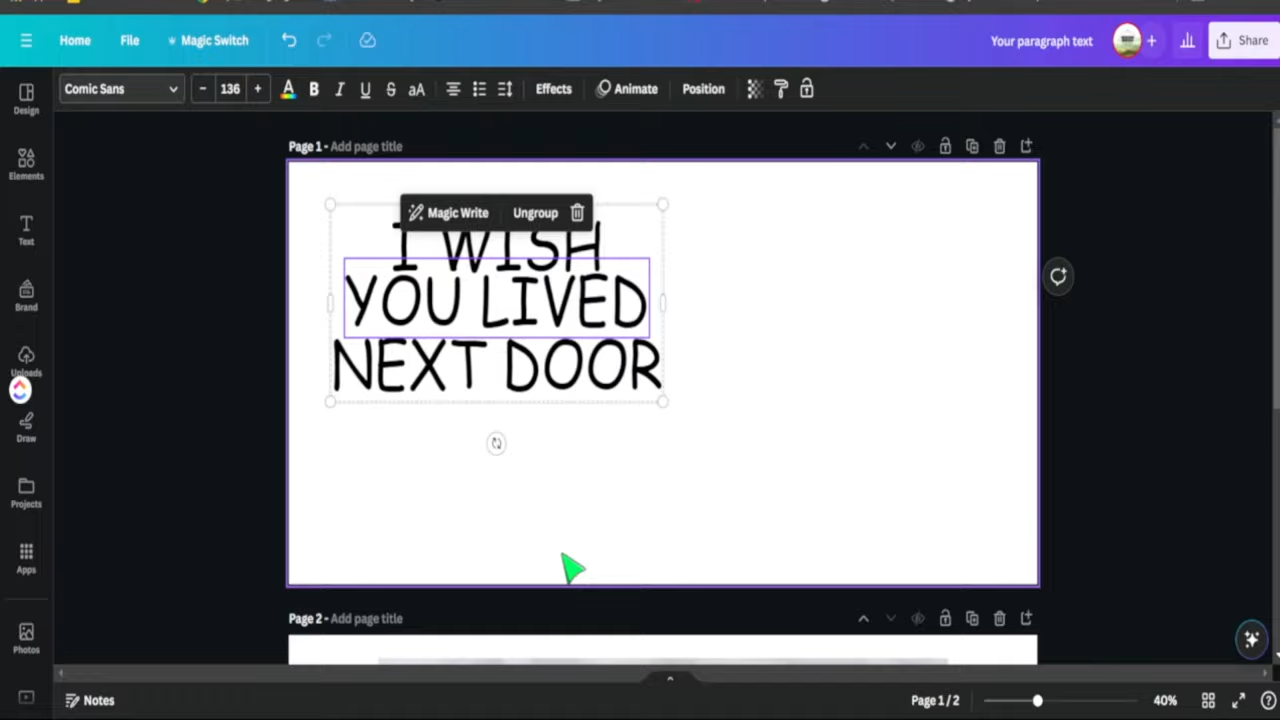 Home File Magic Switch Your paragraph text + Share
Comic Sans - 136 + A B I U S aA Effects Animate Position
Design
Elements
Text
Brand
Uploads
Draw
Projects
Apps
Photos
Page 1 - Add page title
Magic Write Ungroup
I WISH
YOU LIVED
NEXT DOOR
Page 2 - Add page title
Notes Page 1 / 2 40% ?